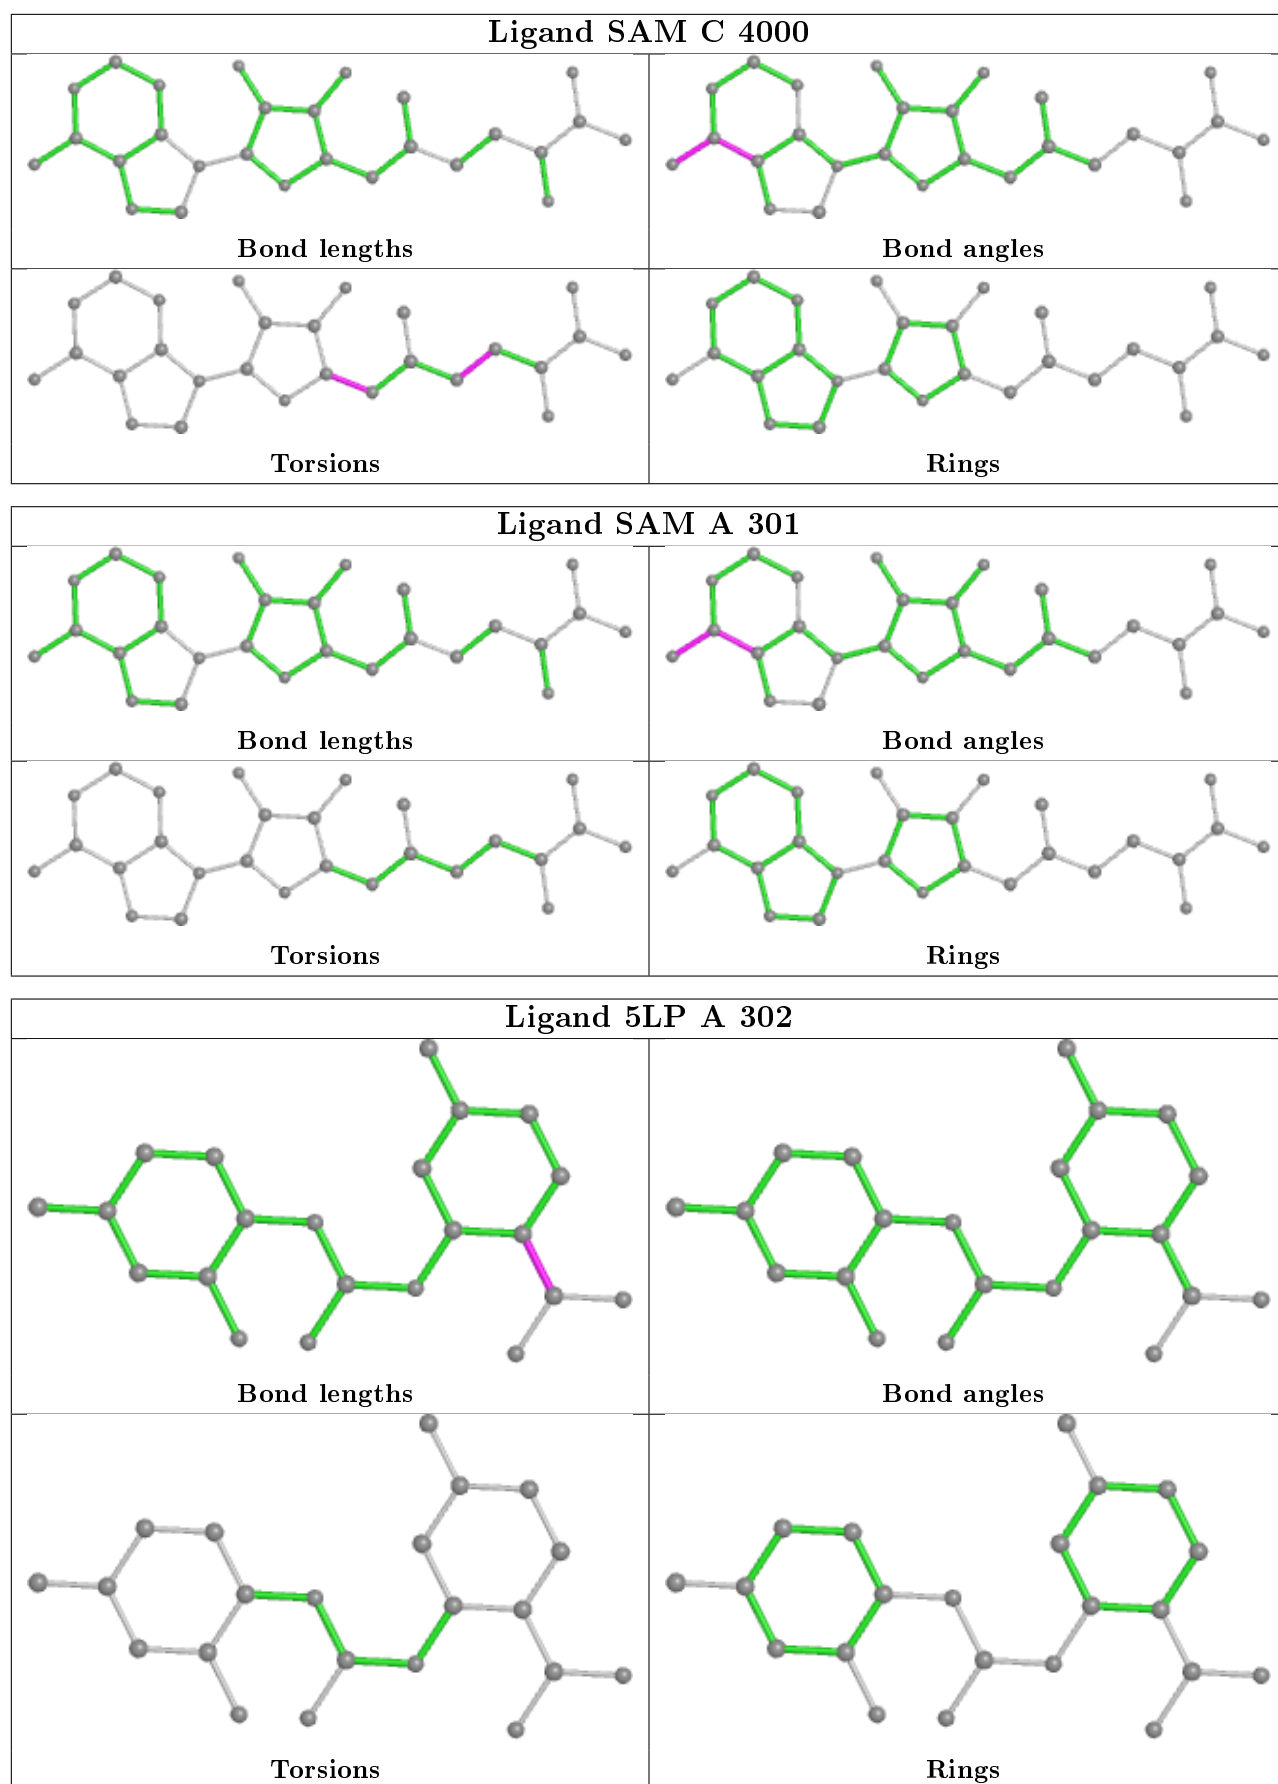 Ligand SAM C 4000
Bond lengths
Bond angles
Torsions
Rings
Ligand SAM A 301
Bond lengths
Bond angles
Torsions
Rings
Ligand 5LP A 302
Bond lengths
Bond angles
Torsions
Rings